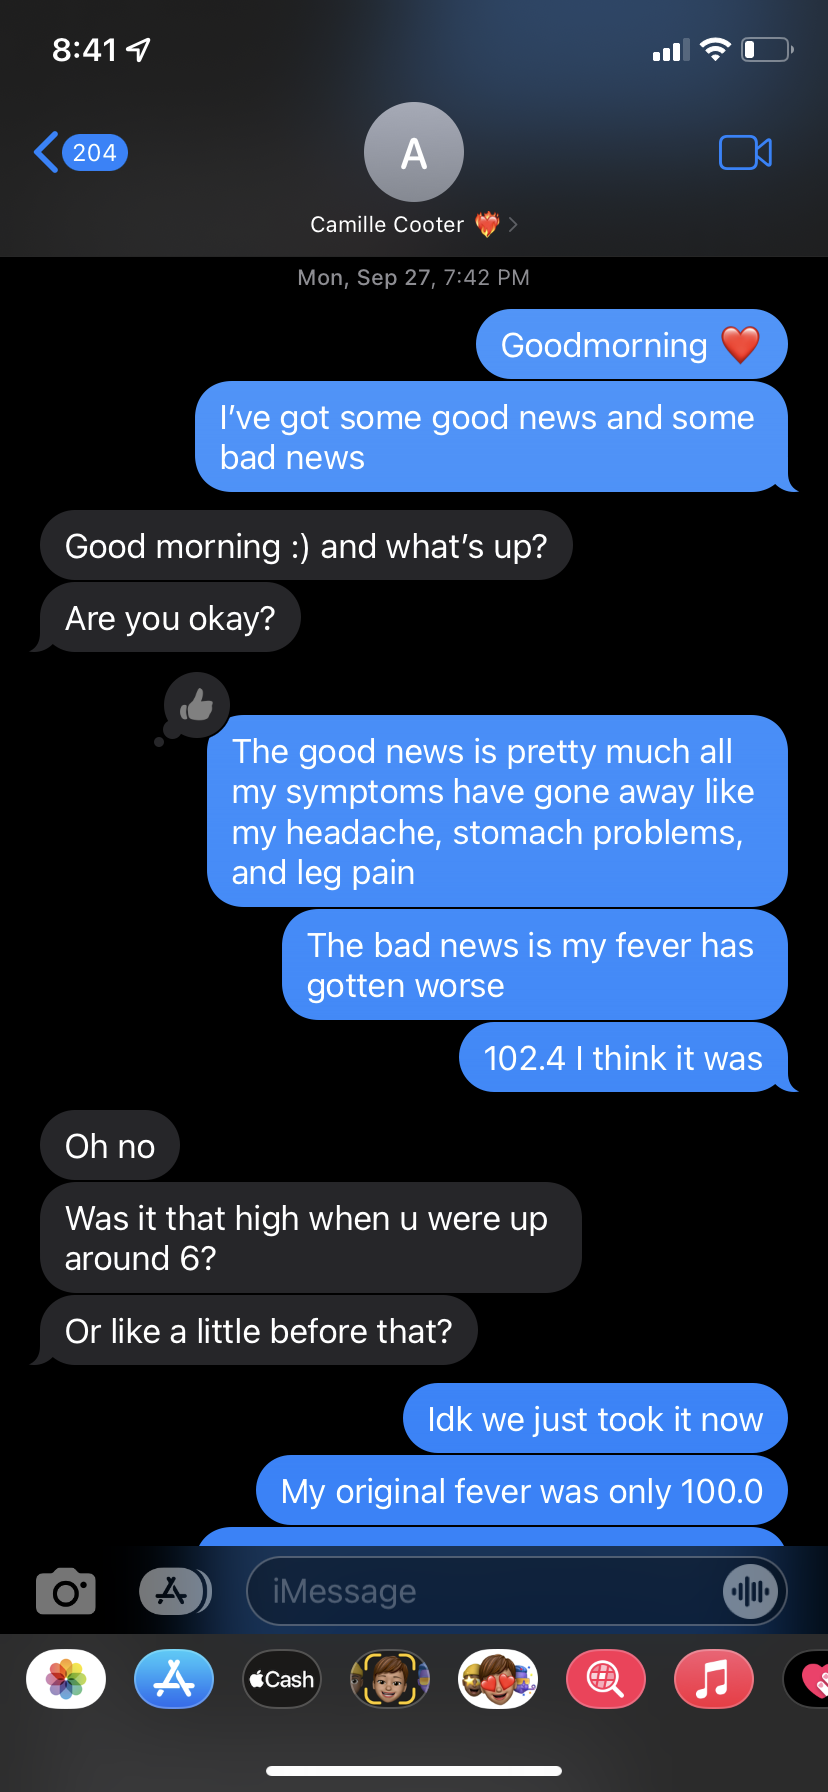 8:41
204
A
Camille Cooter ❤️‍🔥
Mon, Sep 27, 7:42 PM
Goodmorning ❤️
I’ve got some good news and some
bad news
Good morning :) and what’s up?
Are you okay?
The good news is pretty much all
my symptoms have gone away like
my headache, stomach problems,
and leg pain
The bad news is my fever has
gotten worse
102.4 I think it was
Oh no
Was it that high when u were up
around 6?
Or like a little before that?
Idk we just took it now
My original fever was only 100.0
iMessage
Cash